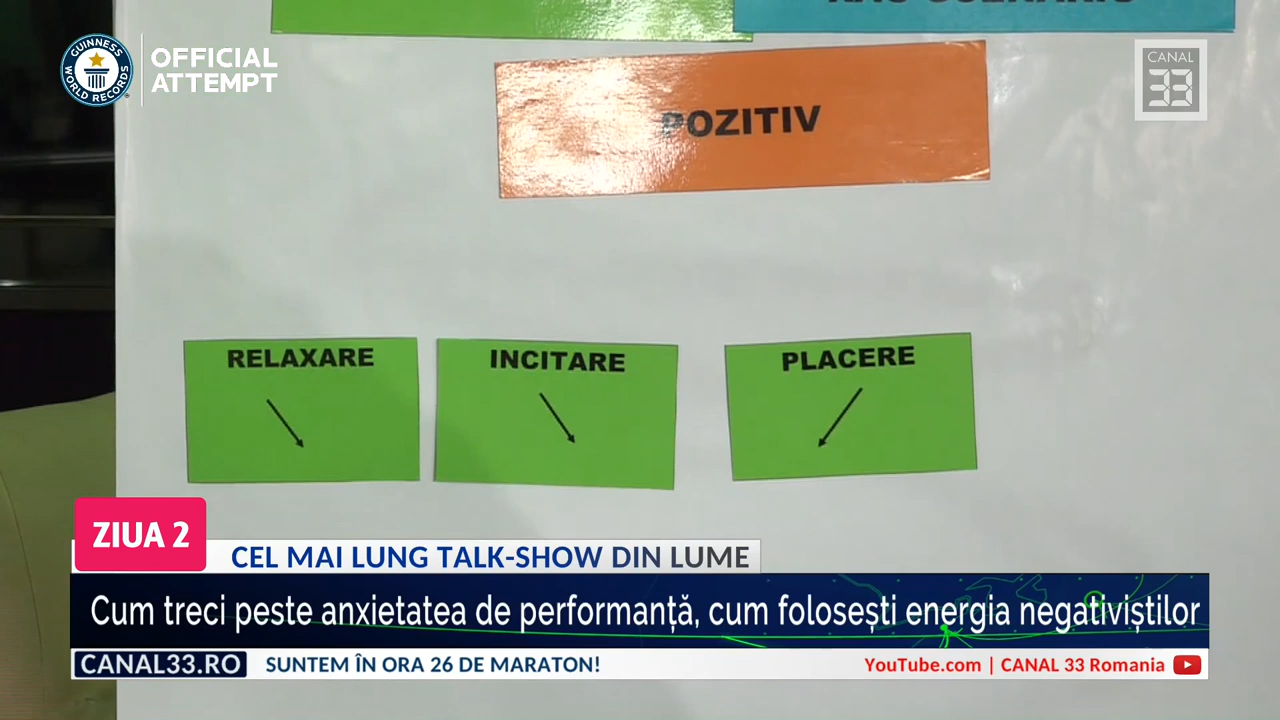 GUINNESS
WORLD RECORDS
OFFICIAL
ATTEMPT
CANAL
33
POZITIV
RELAXARE
INCITARE
PLACERE
ZIUA 2
CEL MAI LUNG TALK-SHOW DIN LUME
Cum treci peste anxietatea de performanță, cum folosești energia negativiștilor
CANAL33.RO
SUNTEM ÎN ORA 26 DE MARATON!
YouTube.com | CANAL 33 Romania